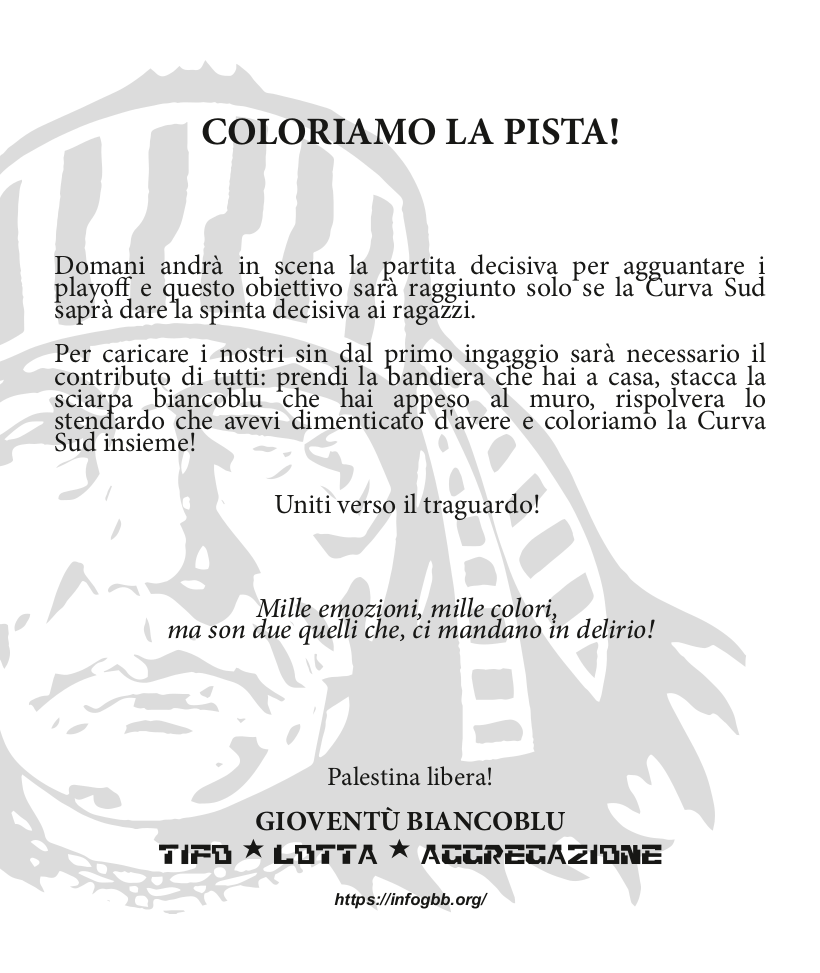 COLORIAMO LA PISTA!
Domani andrà in scena la partita decisiva per agguantare i
playoff e questo obiettivo sarà raggiunto solo se la Curva Sud
saprà dare la spinta decisiva ai ragazzi.
Per caricare i nostri sin dal primo ingaggio sarà necessario il
contributo di tutti: prendi la bandiera che hai a casa, stacca la
sciarpa biancoblu che hai appeso al muro, rispolvera lo
stendardo che avevi dimenticato d'avere e coloriamo la Curva
Sud insieme!
Uniti verso il traguardo!
Mille emozioni, mille colori,
ma son due quelli che, ci mandano in delirio!
Palestina libera!
GIOVENTÙ BIANCOBLU
TIFO ★ LOTTA ★ AGGREGAZIONE
https://infogbb.org/